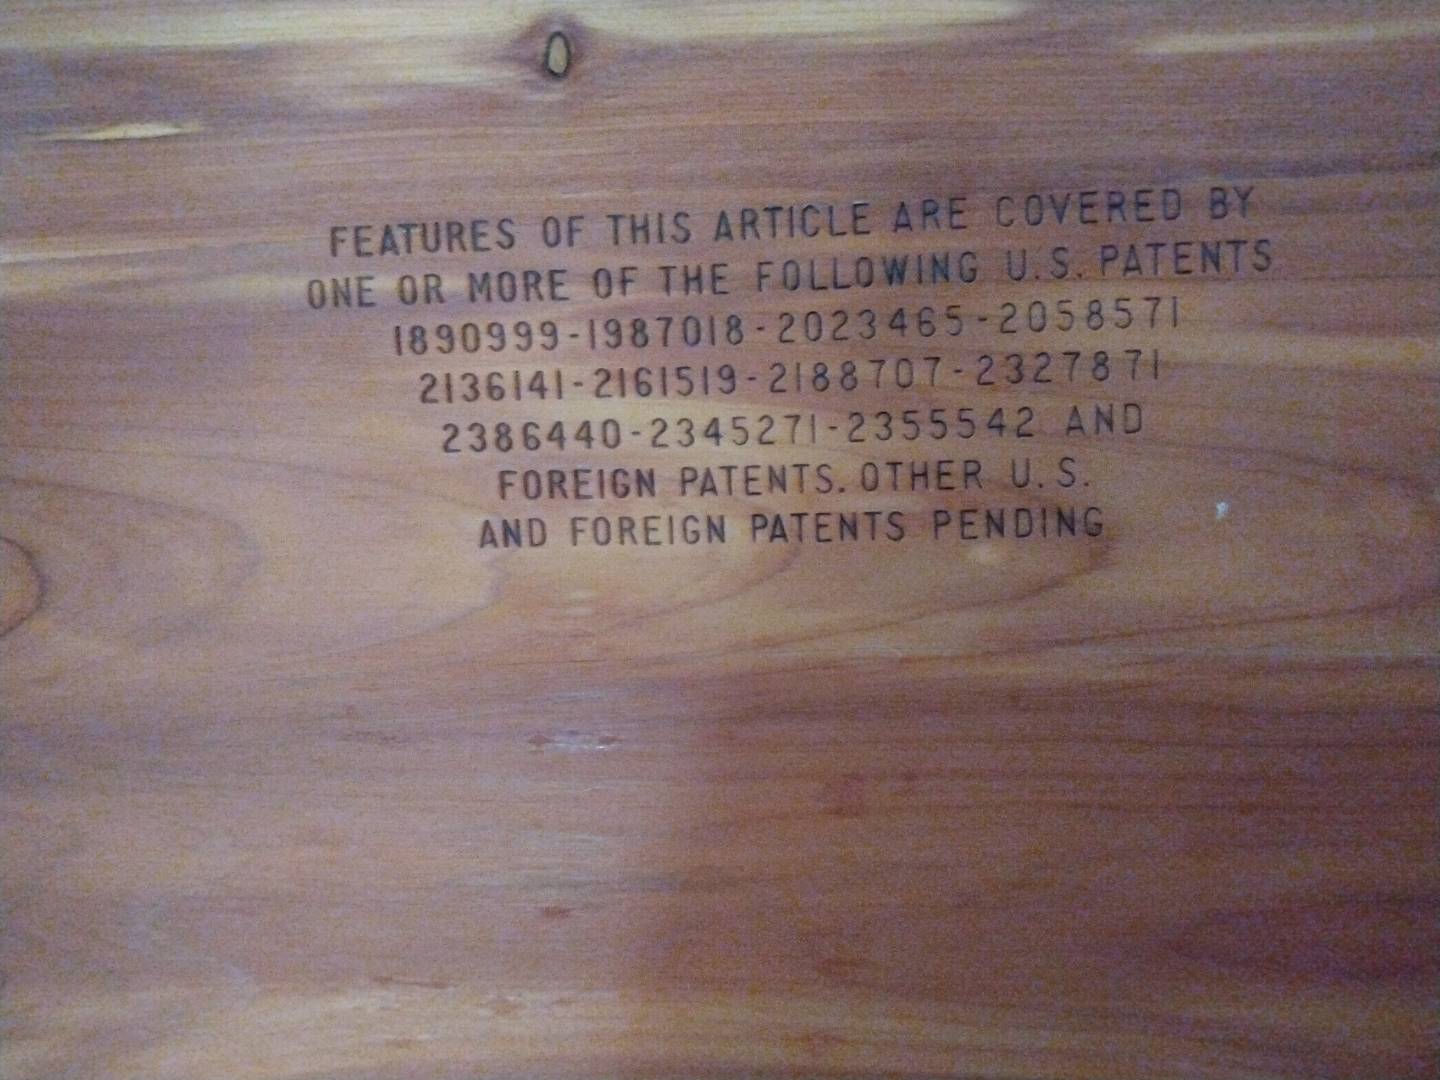 FEATURES OF THIS ARTICLE ARE COVERED BY
ONE OR MORE OF THE FOLLOWING U.S. PATENTS
1890999-1987018-2023465-2058571
2136141-2161519-2188707-2327871
2386440-2345271-2355542 AND
FOREIGN PATENTS. OTHER U.S.
AND FOREIGN PATENTS PENDING